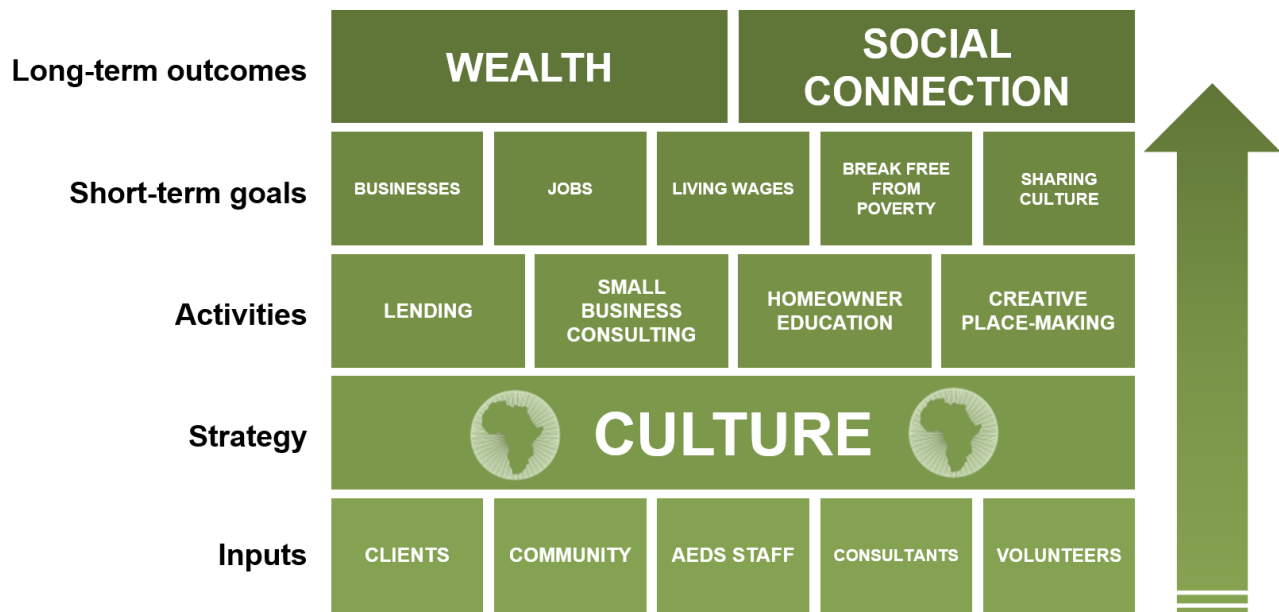 Long-term outcomes
WEALTH
SOCIAL
CONNECTION
Short-term goals
BUSINESSES
JOBS
LIVING WAGES
BREAK FREE
FROM
POVERTY
SHARING
CULTURE
Activities
LENDING
SMALL
BUSINESS
CONSULTING
HOMEOWNER
EDUCATION
CREATIVE
PLACE-MAKING
Strategy
CULTURE
Inputs
CLIENTS
COMMUNITY
AEDS STAFF
CONSULTANTS
VOLUNTEERS